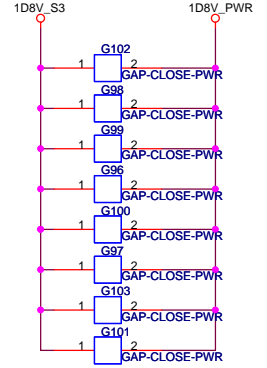 1D8V_S3 1D8V_PWR
G102
1 2
GAP-CLOSE-PWR
G98
1 2
GAP-CLOSE-PWR
G99
1 2
GAP-CLOSE-PWR
G96
1 2
GAP-CLOSE-PWR
G100
1 2
GAP-CLOSE-PWR
G97
1 2
GAP-CLOSE-PWR
G103
1 2
GAP-CLOSE-PWR
G101
1 2
GAP-CLOSE-PWR